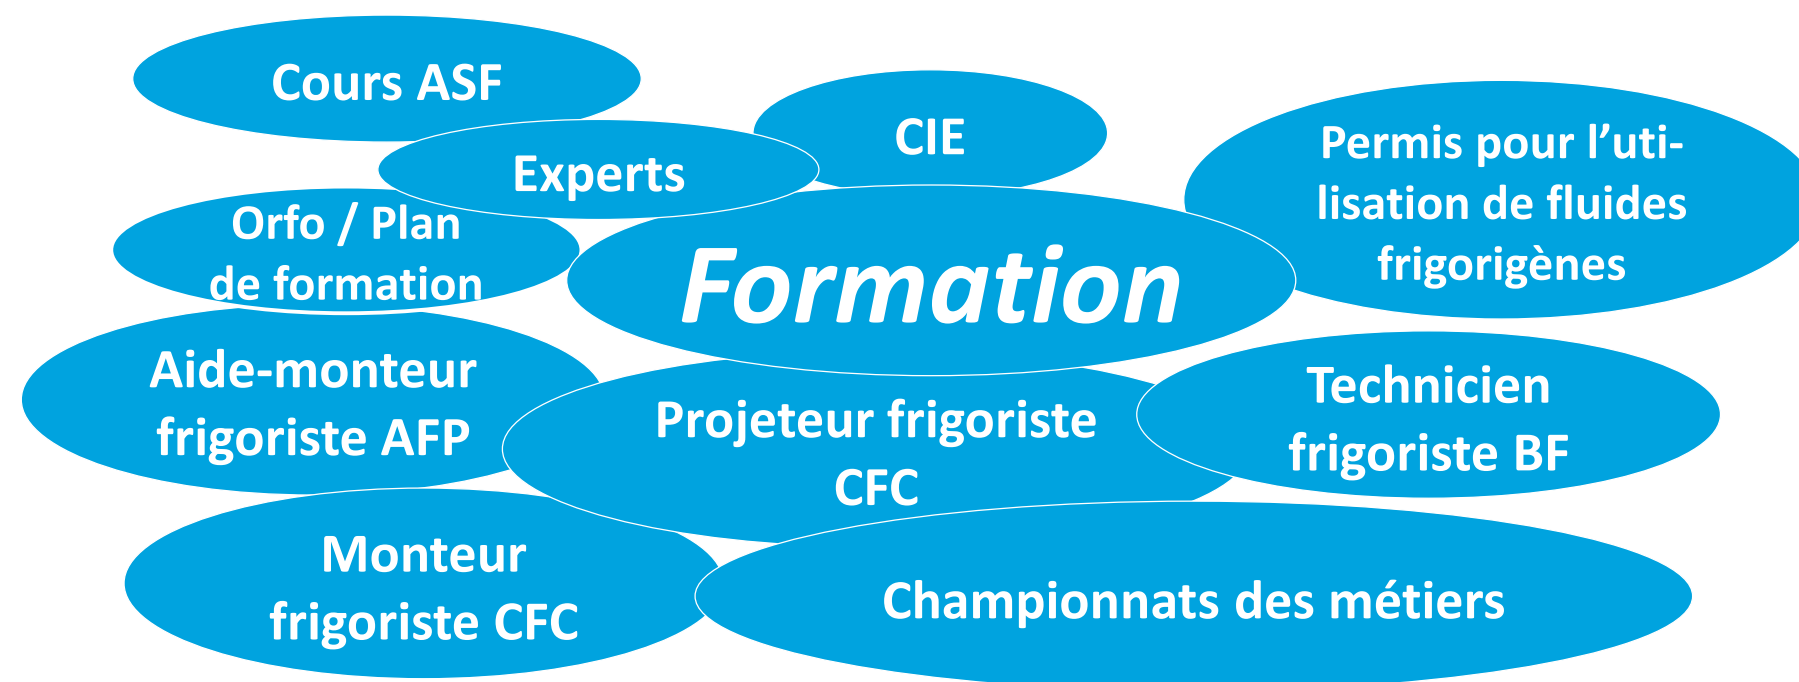 Cours ASF
CIE
Experts
Permis pour l’uti-
lisation de fluides
frigorigènes
Orfo / Plan
de formation
Formation
Aide-monteur
frigoriste AFP
Projeteur frigoriste
CFC
Technicien
frigoriste BF
Monteur
frigoriste CFC
Championnats des métiers